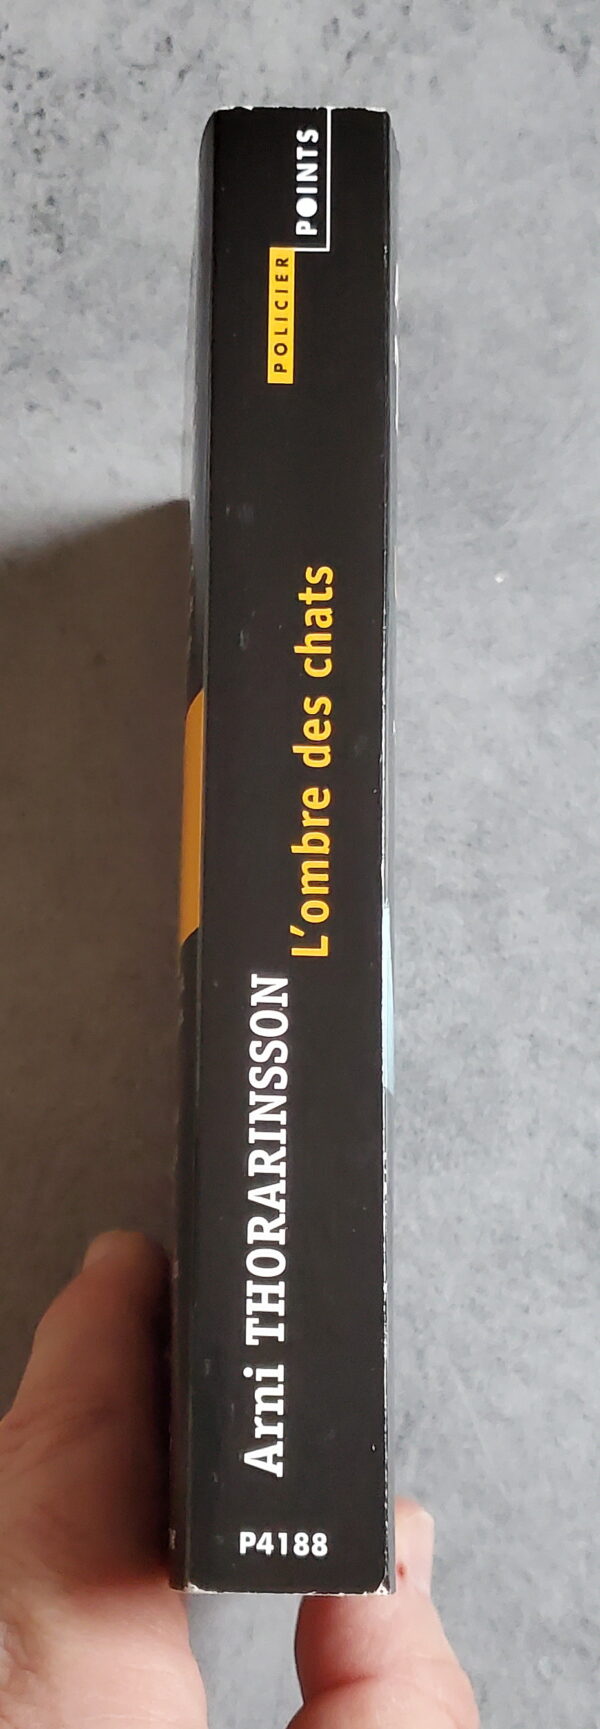 POINTS
POLICIER
L'ombre des chats
Arni THORARINSSON
P4188